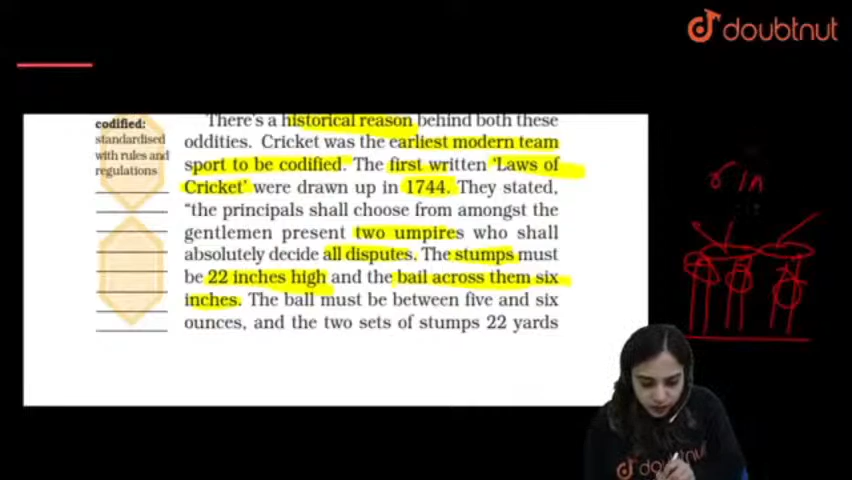 doubtnut
codified:
standardised
with rules and
regulations
There's a historical reason behind both these
oddities. Cricket was the earliest modern team
sport to be codified. The first written 'Laws of
Cricket' were drawn up in 1744. They stated,
"the principals shall choose from amongst the
gentlemen present two umpires who shall
absolutely decide all disputes. The stumps must
be 22 inches high and the bail across them six
inches. The ball must be between five and six
ounces, and the two sets of stumps 22 yards